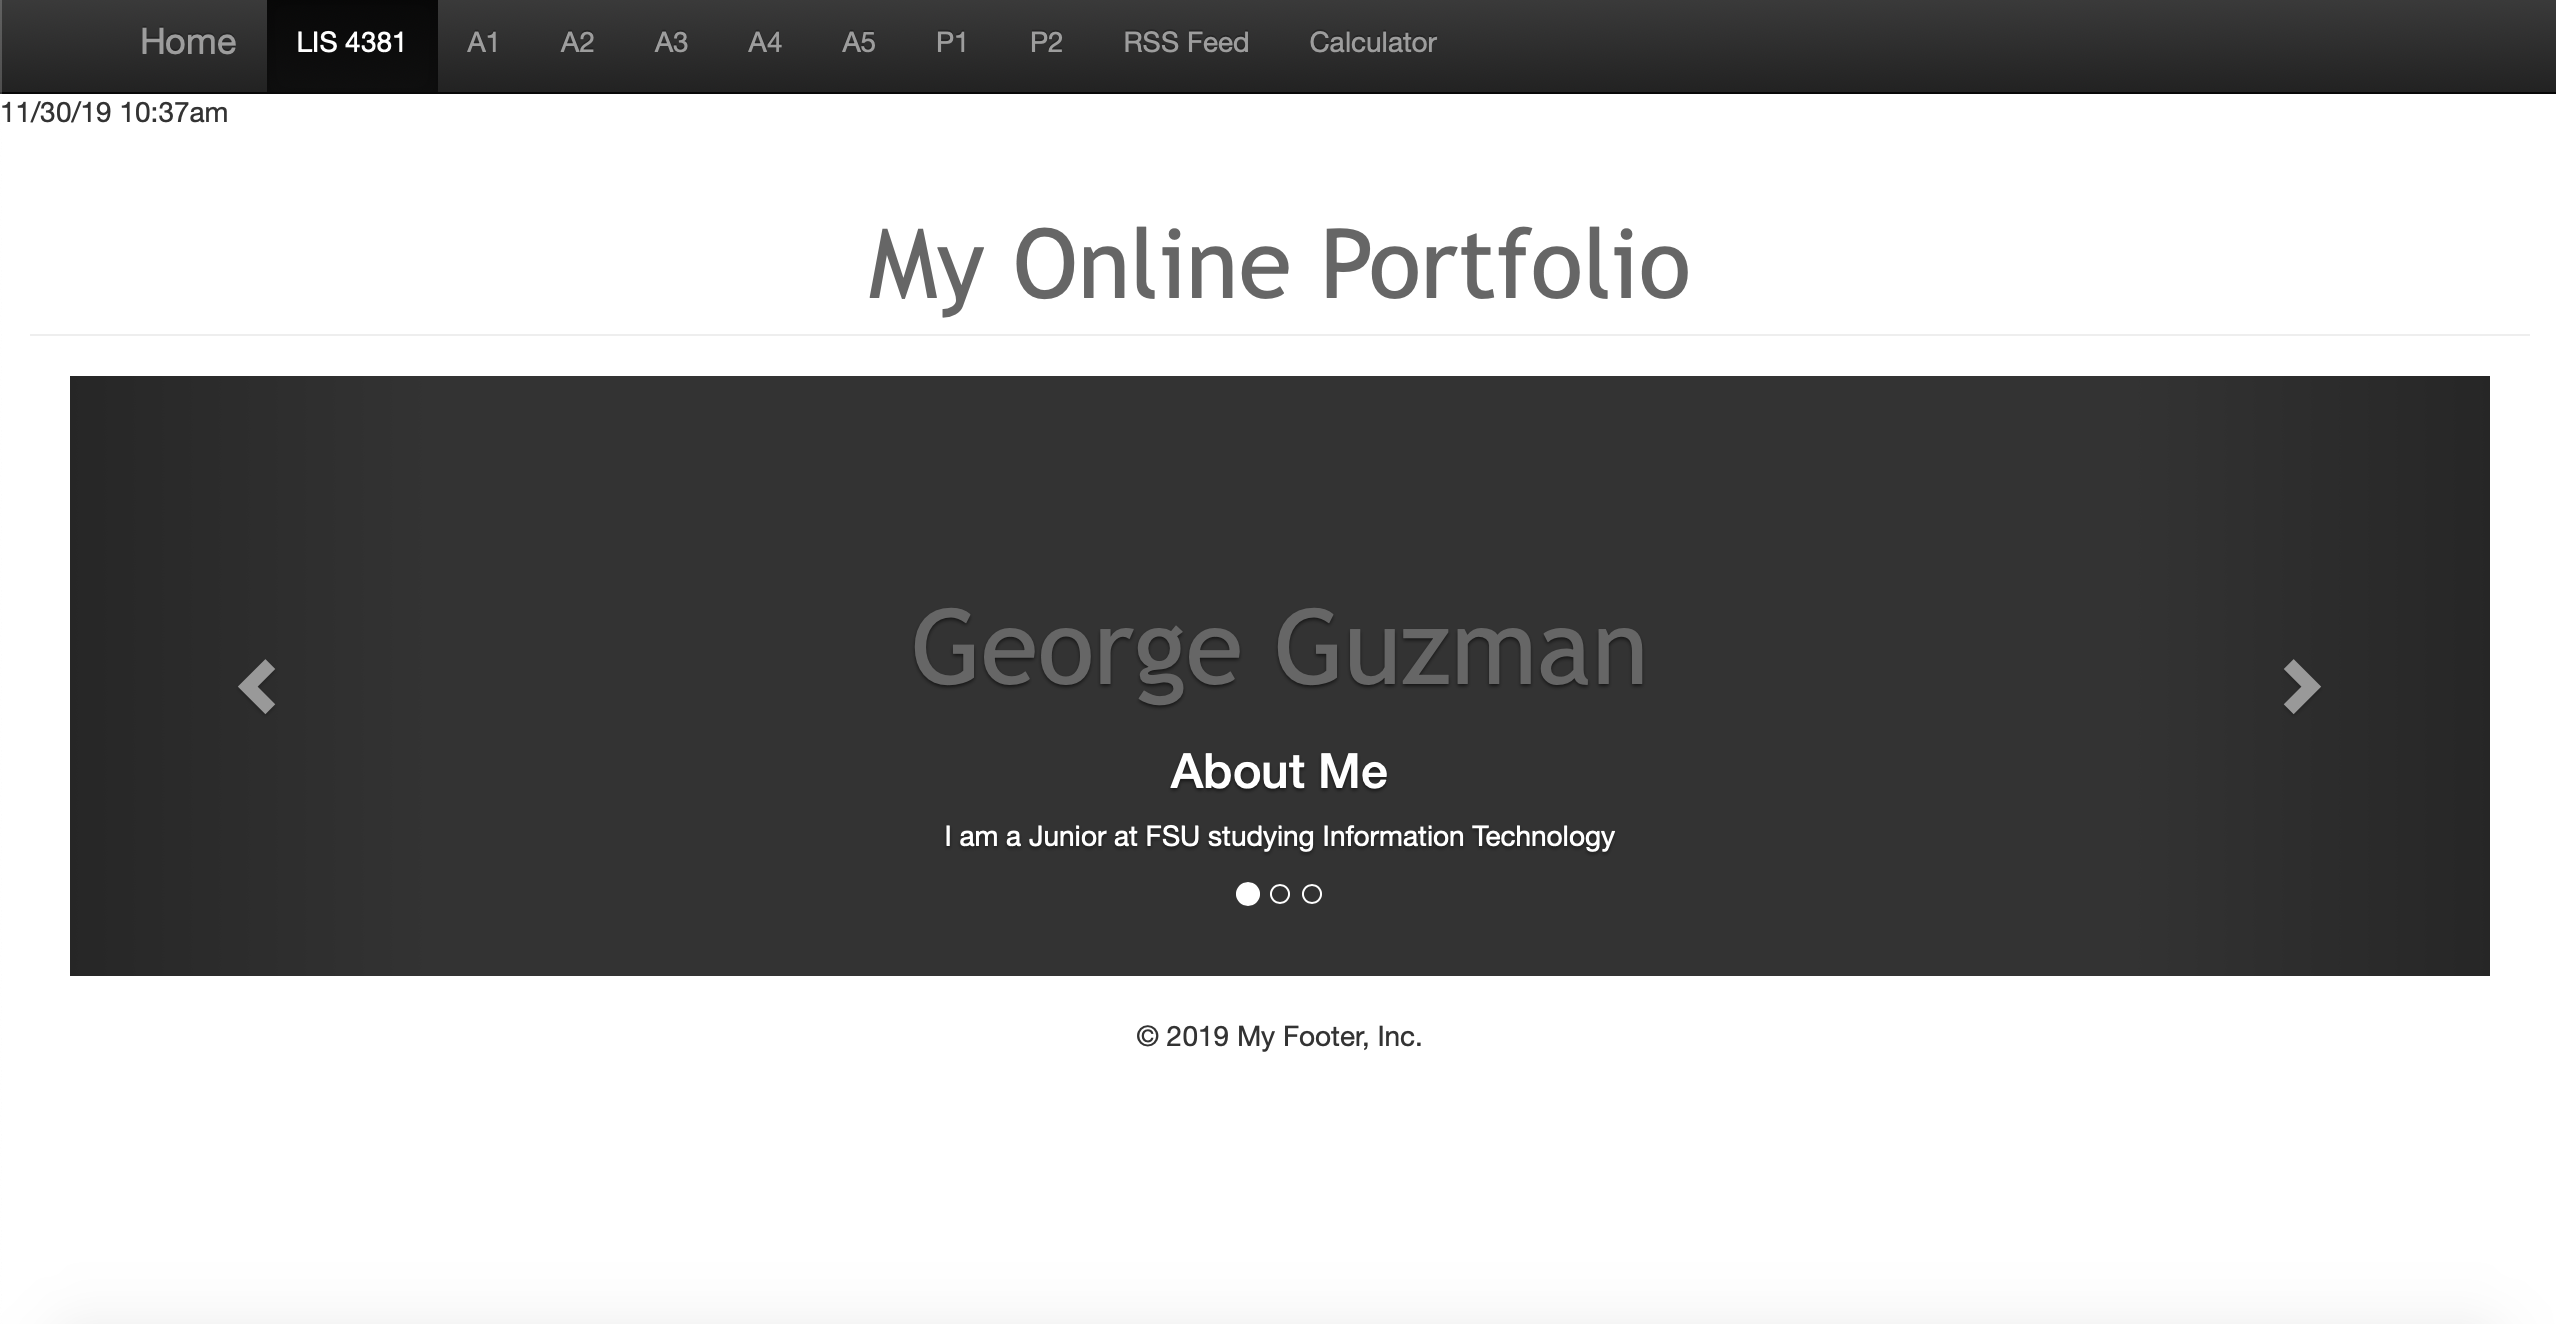 Home LIS 4381 A1 A2 A3 A4 A5 P1 P2 RSS Feed Calculator
11/30/19 10:37am
My Online Portfolio
George Guzman
About Me
I am a Junior at FSU studying Information Technology
© 2019 My Footer, Inc.